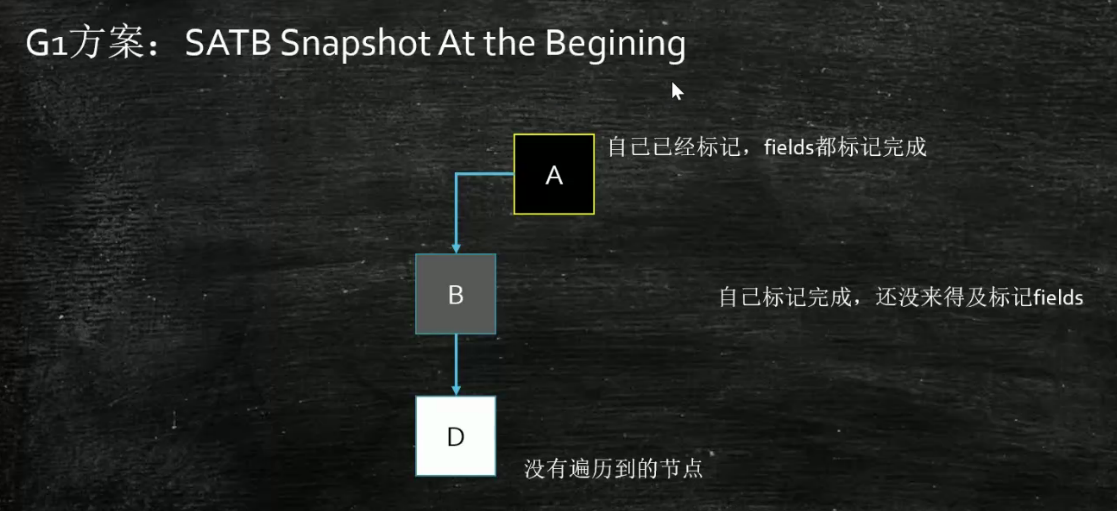 G1方案：SATB Snapshot At the Begining
自己已经标记，fields都标记完成
A
B
自己标记完成，还没来得及标记fields
D
没有遍历到的节点